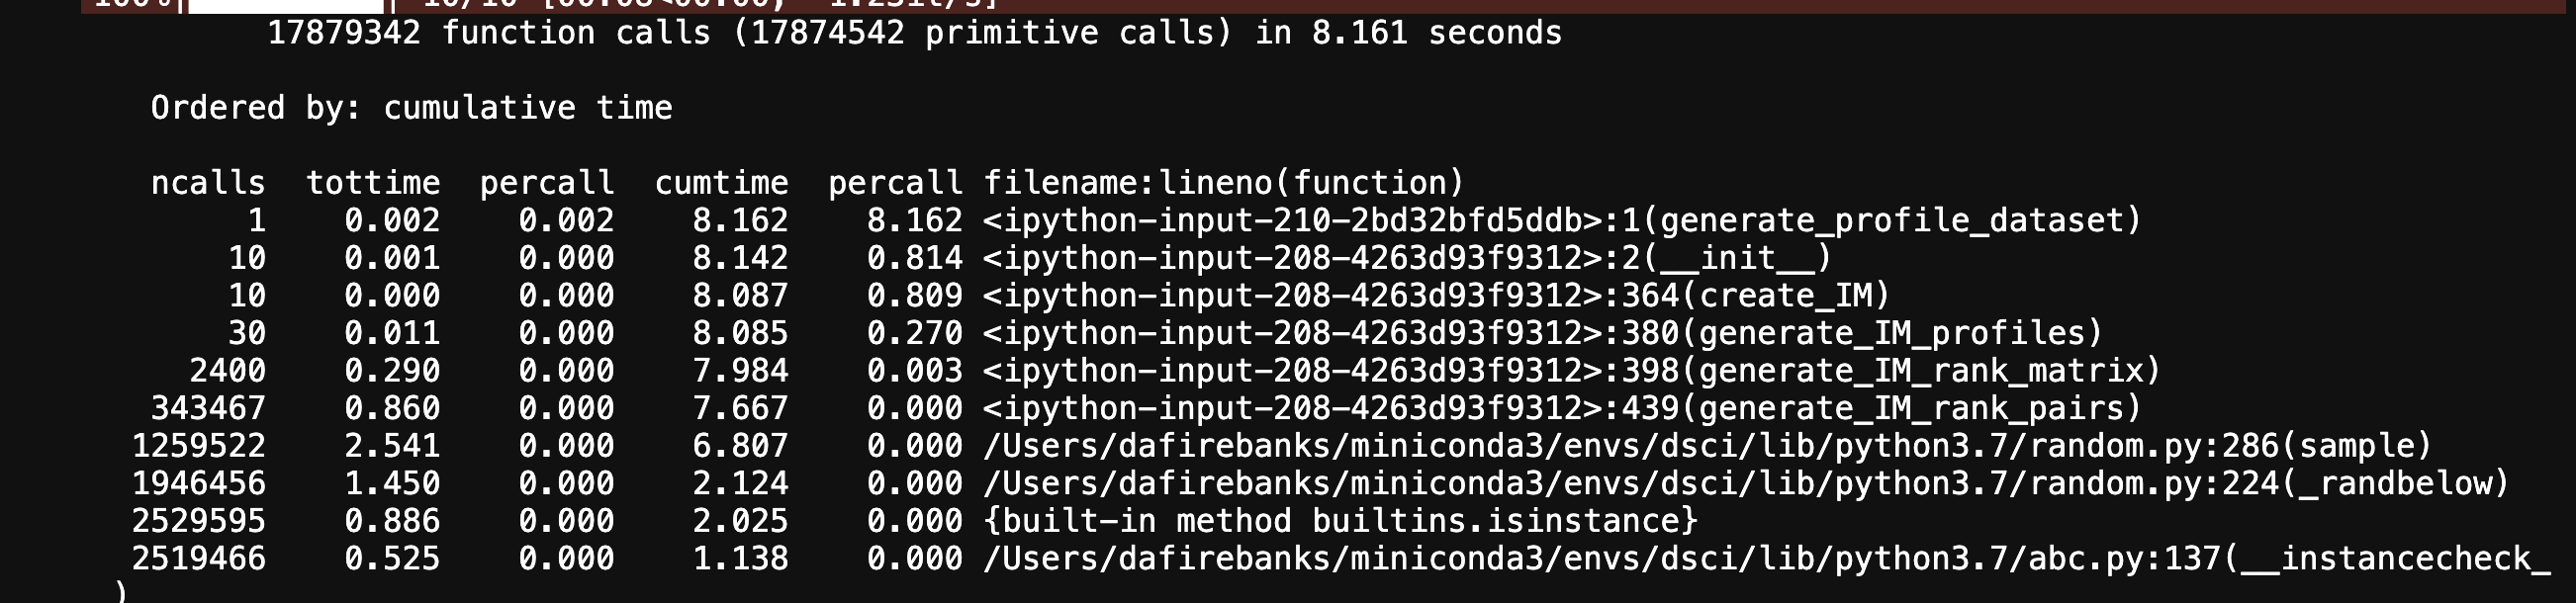 17879342 function calls (17874542 primitive calls) in 8.161 seconds
Ordered by: cumulative time
ncalls tottime percall cumtime percall filename:lineno(function)
1 0.002 0.002 8.162 8.162 <ipython-input-210-2bd32bfd5ddb>:1(generate_profile_dataset)
10 0.001 0.000 8.142 0.814 <ipython-input-208-4263d93f9312>:2(__init__)
10 0.000 0.000 8.087 0.809 <ipython-input-208-4263d93f9312>:364(create_IM)
30 0.011 0.000 8.085 0.270 <ipython-input-208-4263d93f9312>:380(generate_IM_profiles)
2400 0.290 0.000 7.984 0.003 <ipython-input-208-4263d93f9312>:398(generate_IM_rank_matrix)
343467 0.860 0.000 7.667 0.000 <ipython-input-208-4263d93f9312>:439(generate_IM_rank_pairs)
1259522 2.541 0.000 6.807 0.000 /Users/dafirebanks/miniconda3/envs/dsci/lib/python3.7/random.py:286(sample)
1946456 1.450 0.000 2.124 0.000 /Users/dafirebanks/miniconda3/envs/dsci/lib/python3.7/random.py:224(_randbelow)
2529595 0.886 0.000 2.025 0.000 {built-in method builtins.isinstance}
2519466 0.525 0.000 1.138 0.000 /Users/dafirebanks/miniconda3/envs/dsci/lib/python3.7/abc.py:137(__instancecheck_
)